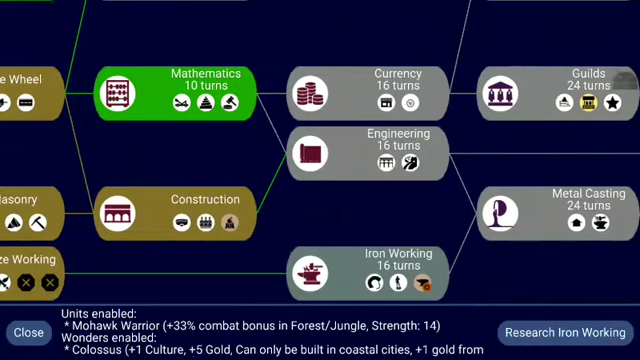 e Wheel
Mathematics
10 turns
Currency
16 turns
Guilds
24 turns
Engineering
16 turns
asonry
Construction
Metal Casting
24 turns
ze Working
Iron Working
16 turns
Close
Units enabled:
* Mohawk Warrior (+33% combat bonus in Forest/Jungle, Strength: 14)
Wonders enabled:
* Colossus (+1 Culture, +5 Gold, Can only be built in coastal cities, +1 gold from
Research Iron Working